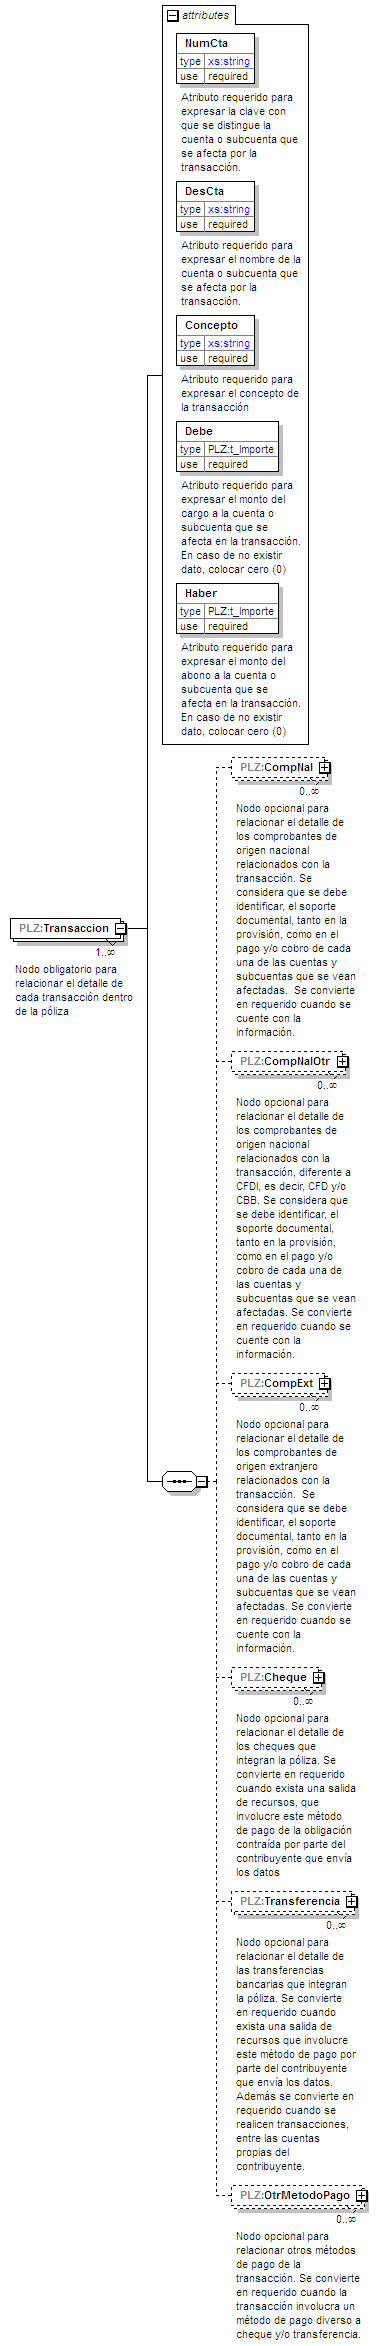 attributes
NumCta
type xs:string
use required
Atributo requerido para
expresar la clave con
que se distingue la
cuenta o subcuenta que
se afecta por la
transacción.
DesCta
type xs:string
use required
Atributo requerido para
expresar el nombre de la
cuenta o subcuenta que
se afecta por la
transacción.
Concepto
type xs:string
use required
Atributo requerido para
expresar el concepto de
la transacción
Debe
type PLZ:t_Importe
use required
Atributo requerido para
expresar el monto del
cargo a la cuenta o
subcuenta que se
afecta en la transacción.
En caso de no existir
dato, colocar cero (0)
Haber
type PLZ:t_Importe
use required
Atributo requerido para
expresar el monto del
abono a la cuenta o
subcuenta que se
afecta en la transacción.
En caso de no existir
dato, colocar cero (0)
PLZ:Transaccion
1..∞
Nodo obligatorio para
relacionar el detalle de
cada transacción dentro
de la póliza
PLZ:CompNal
0..∞
Nodo opcional para
relacionar el detalle de
los comprobantes de
origen nacional
relacionados con la
transacción. Se
considera que se debe
identificar, el soporte
documental, tanto en la
provisión, como en el
pago y/o cobro de cada
una de las cuentas y
subcuentas que se vean
afectadas.  Se convierte
en requerido cuando se
cuente con la
información.
PLZ:CompNalOtr
0..∞
Nodo opcional para
relacionar el detalle de
los comprobantes de
origen nacional
relacionados con la
transacción, diferente a
CFDI, es decir, CFD y/o
CBB. Se considera que
se debe identificar, el
soporte documental,
tanto en la provisión,
como en el pago y/o
cobro de cada una de
las cuentas y
subcuentas que se vean
afectadas. Se convierte
en requerido cuando se
cuente con la
información.
PLZ:CompExt
0..∞
Nodo opcional para
relacionar el detalle de
los comprobantes de
origen extranjero
relacionados con la
transacción.  Se
considera que se debe
identificar, el soporte
documental, tanto en la
provisión, como en el
pago y/o cobro de cada
una de las cuentas y
subcuentas que se vean
afectadas. Se convierte
en requerido cuando se
cuente con la
información.
PLZ:Cheque
0..∞
Nodo opcional para
relacionar el detalle de
los cheques que
integran la póliza. Se
convierte en requerido
cuando exista una salida
de recursos, que
involucre este método
de pago de la obligación
contraída por parte del
contribuyente que envía
los datos
PLZ:Transferencia
0..∞
Nodo opcional para
relacionar el detalle de
las transferencias
bancarias que integran
la póliza. Se convierte
en requerido cuando
exista una salida de
recursos que involucre
este método de pago por
parte del contribuyente
que envía los datos.
Además se convierte en
requerido cuando se
realicen transacciones,
entre las cuentas
propias del
contribuyente.
PLZ:OtrMetodoPago
0..∞
Nodo opcional para
relacionar otros métodos
de pago de la
transacción. Se convierte
en requerido cuando la
transacción involucra un
método de pago diverso a
cheque y/o transferencia.